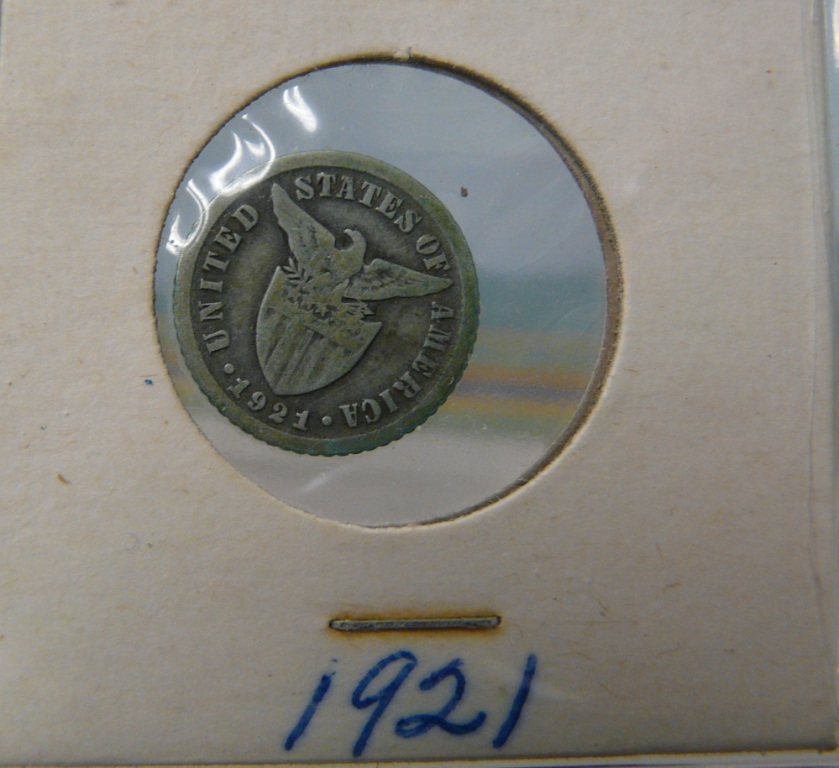 UNITED STATES OF AMERICA
• 1921 •
1921